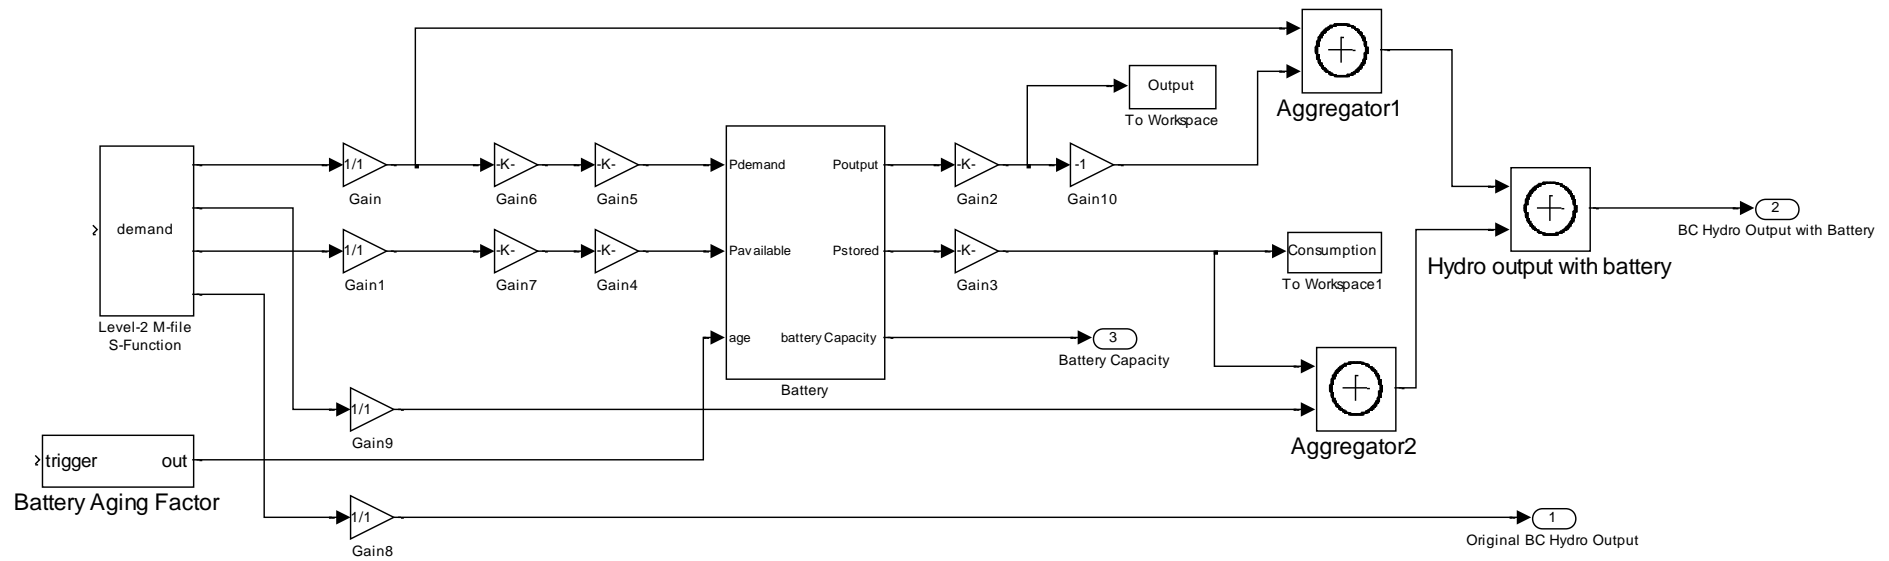 Aggregator1
Output
To Workspace
demand
Level-2 M-file
S-Function
1/1
Gain
-K-
Gain6
-K-
Gain5
Pdemand
Poutput
Pavailable
Pstored
age
battery Capacity
Battery
-K-
Gain2
-1
Gain10
1/1
Gain1
-K-
Gain7
-K-
Gain4
-K-
Gain3
Consumption
To Workspace1
Hydro output with battery
2
BC Hydro Output with Battery
3
Battery Capacity
Aggregator2
1/1
Gain9
trigger out
Battery Aging Factor
1/1
Gain8
1
Original BC Hydro Output